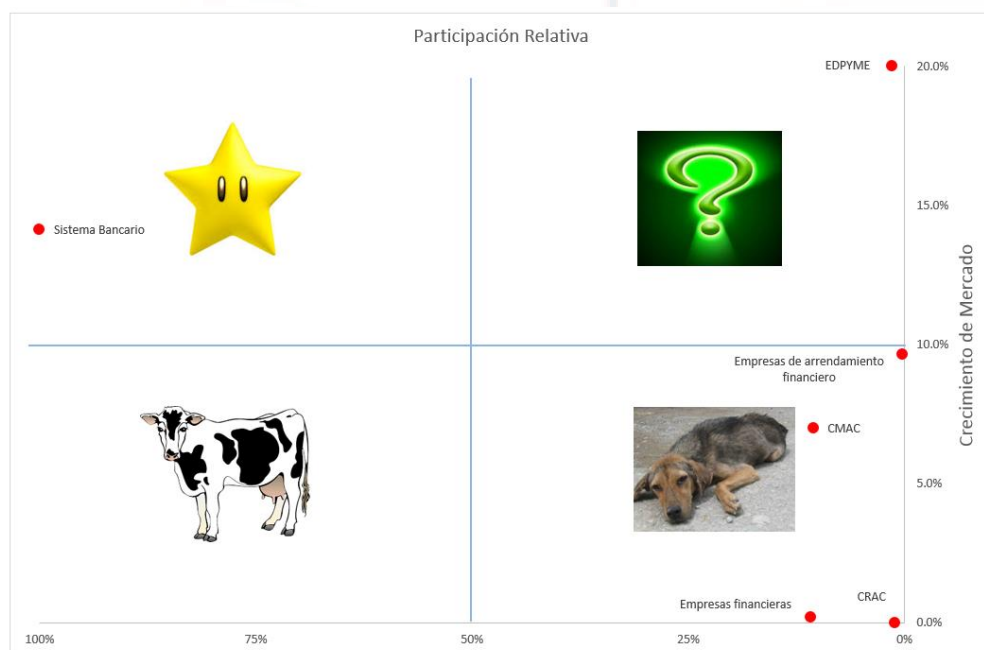 Participación Relativa
EDPYME
20.0%
15.0%
Sistema Bancario
10.0%
Empresas de arrendamiento
financiero
CMAC
Crecimiento de Mercado
5.0%
CRAC
Empresas financieras
0.0%
100%
75%
50%
25%
0%